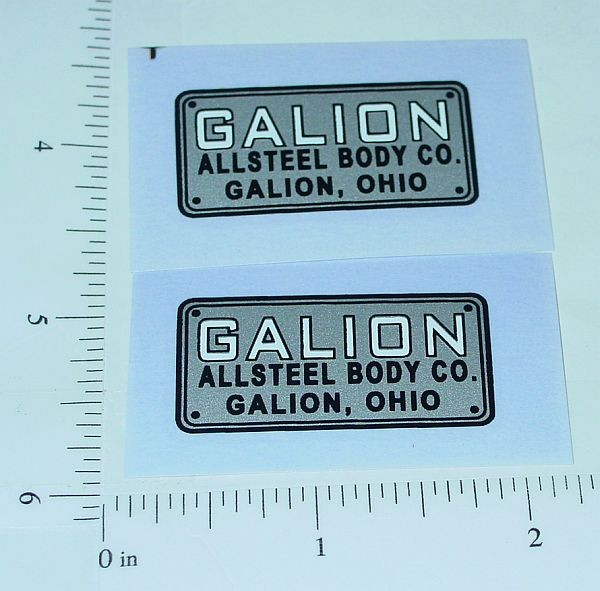 GALION
ALLSTEEL BODY CO.
GALION, OHIO
GALION
ALLSTEEL BODY CO.
GALION, OHIO
4
5
6
0 in
1
2